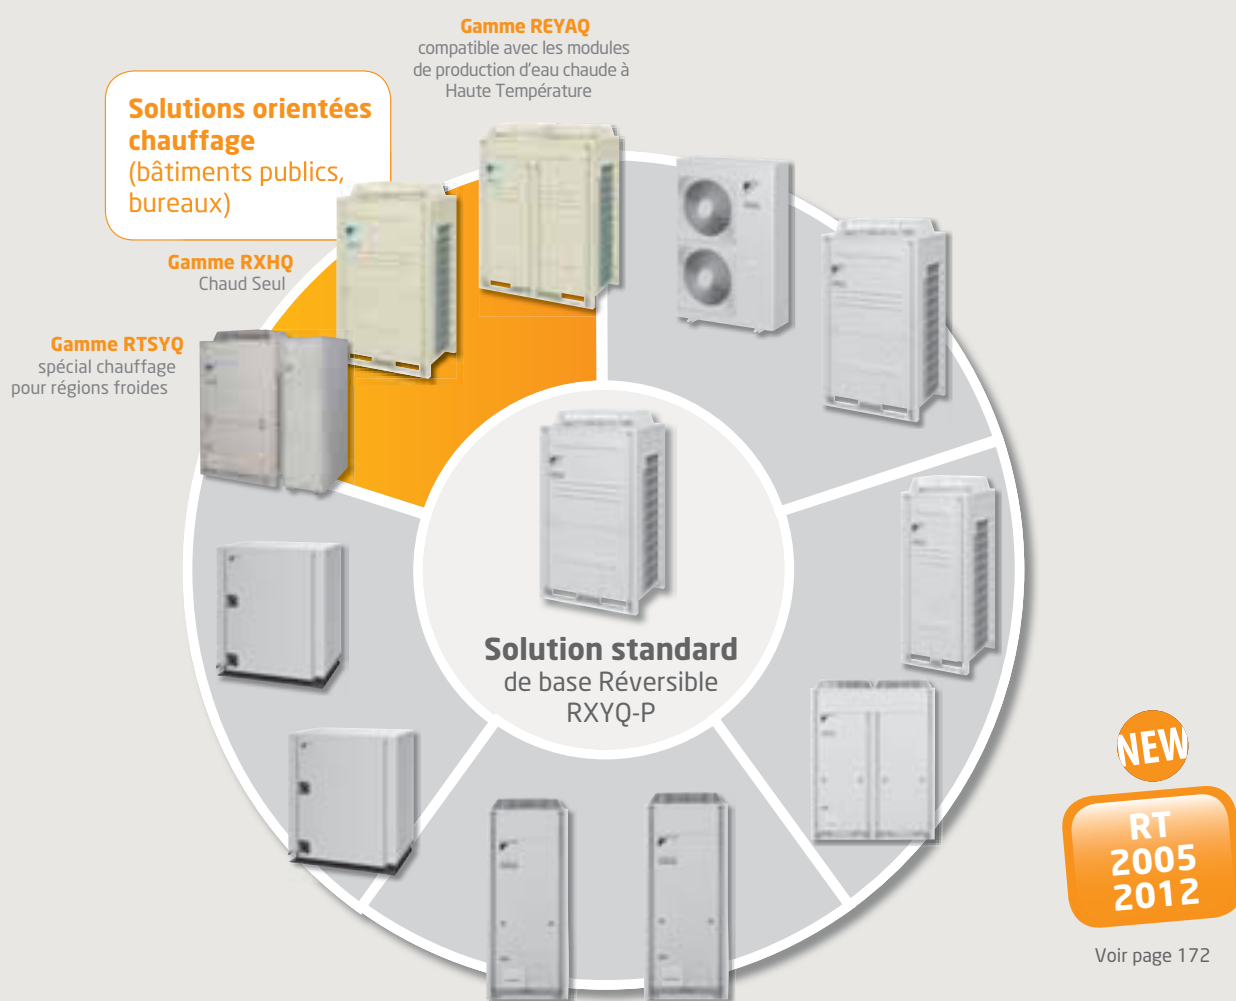 Gamme REYAQ
compatible avec les modules
de production d'eau chaude à
Haute Température
Solutions orientées
chauffage
(bâtiments publics,
bureaux)
Gamme RXHQ
Chaud Seul
Gamme RTSYQ
spécial chauffage
pour régions froides
Solution standard
de base Réversible
RXYQ-P
NEW
RT
2005
2012
Voir page 172